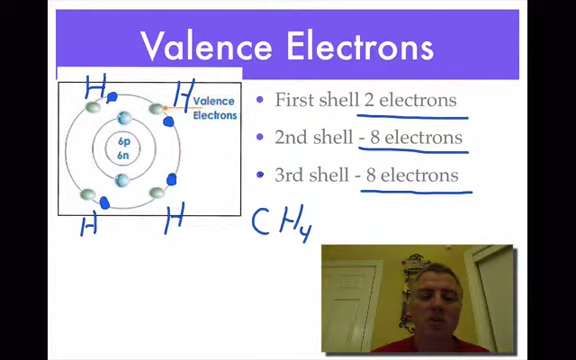 Valence Electrons
H
H
Valence
Electrons
6p
6n
H
H
First shell 2 electrons
2nd shell - 8 electrons
3rd shell - 8 electrons
CH4